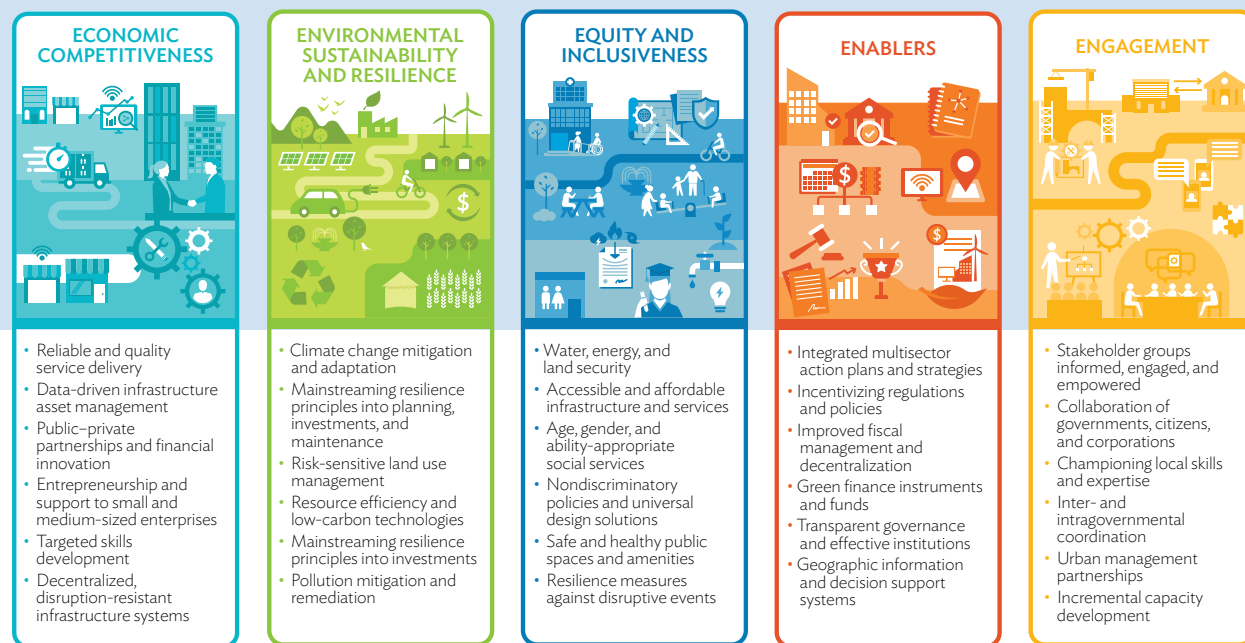 ECONOMIC
COMPETITIVENESS
• Reliable and quality
service delivery
• Data-driven infrastructure
asset management
• Public–private
partnerships and financial
innovation
• Entrepreneurship and
support to small and
medium-sized enterprises
• Targeted skills
development
• Decentralized,
disruption-resistant
infrastructure systems
ENVIRONMENTAL
SUSTAINABILITY
AND RESILIENCE
$
• Climate change mitigation
and adaptation
• Mainstreaming resilience
principles into planning,
investments, and
maintenance
• Risk-sensitive land use
management
• Resource efficiency and
low-carbon technologies
• Mainstreaming resilience
principles into investments
• Pollution mitigation and
remediation
EQUITY AND
INCLUSIVENESS
• Water, energy, and
land security
• Accessible and affordable
infrastructure and services
• Age, gender, and
ability-appropriate
social services
• Nondiscriminatory
policies and universal
design solutions
• Safe and healthy public
spaces and amenities
• Resilience measures
against disruptive events
ENABLERS
$
$
• Integrated multisector
action plans and strategies
• Incentivizing regulations
and policies
• Improved fiscal
management and
decentralization
• Green finance instruments
and funds
• Transparent governance
and effective institutions
• Geographic information
and decision support
systems
ENGAGEMENT
• Stakeholder groups
informed, engaged, and
empowered
• Collaboration of
governments, citizens,
and corporations
• Championing local skills
and expertise
• Inter- and
intragovernmental
coordination
• Urban management
partnerships
• Incremental capacity
development